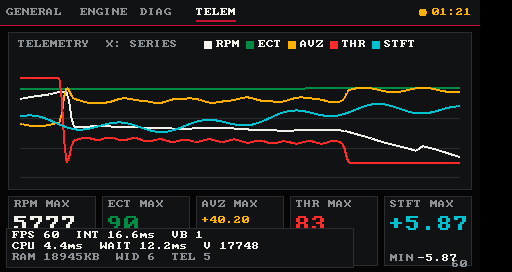 GENERAL ENGINE DIAG TELEM 01:21
TELEMETRY X: SERIES RPM ECT AVZ THR STFT
RPM MAX ECT MAX AVZ MAX THR MAX STFT MAX
5777 90 +40.20 83 +5.87
FPS 60 INT 16.6ms VB 1
CPU 4.4ms WAIT 12.2ms V 17748
RAM 18945KB WID 6 TEL 5
MIN -5.87
60